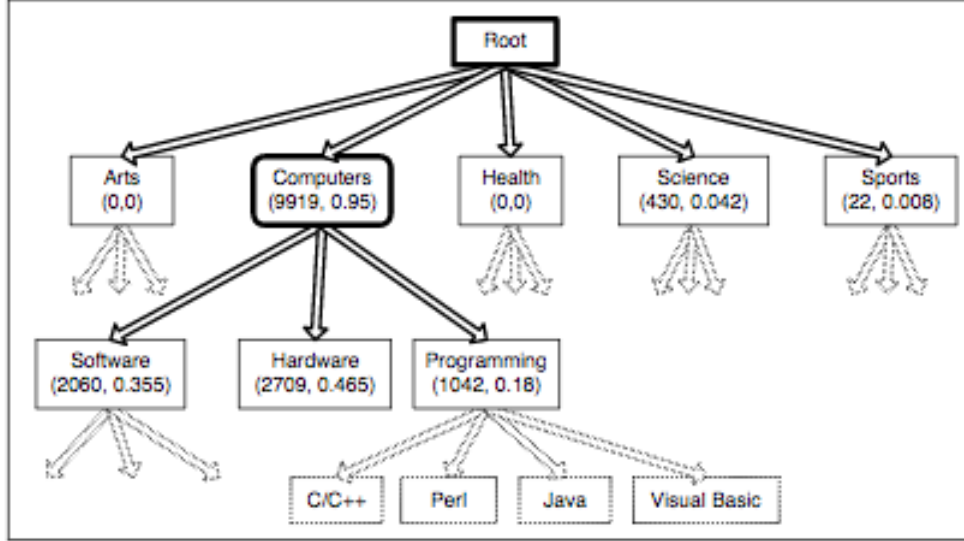 Root
Arts
(0,0)
Computers
(9919, 0.95)
Health
(0,0)
Science
(430, 0.042)
Sports
(22, 0.008)
Software
(2060, 0.355)
Hardware
(2709, 0.465)
Programming
(1042, 0.18)
C/C++
Perl
Java
Visual Basic